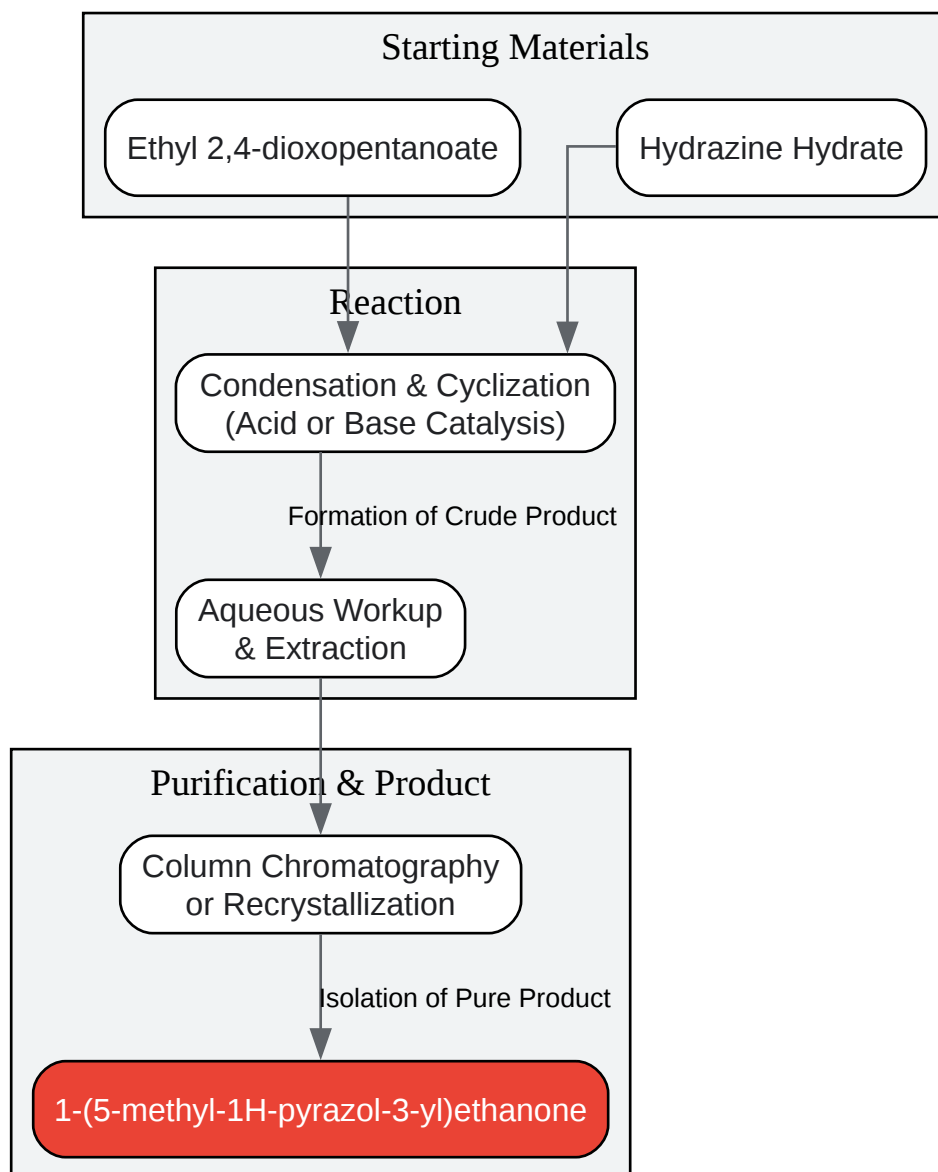 Starting Materials
Ethyl 2,4-dioxopentanoate
Hydrazine Hydrate
Reaction
Condensation & Cyclization
(Acid or Base Catalysis)
Formation of Crude Product
Aqueous Workup
& Extraction
Purification & Product
Column Chromatography
or Recrystallization
Isolation of Pure Product
1-(5-methyl-1H-pyrazol-3-yl)ethanone